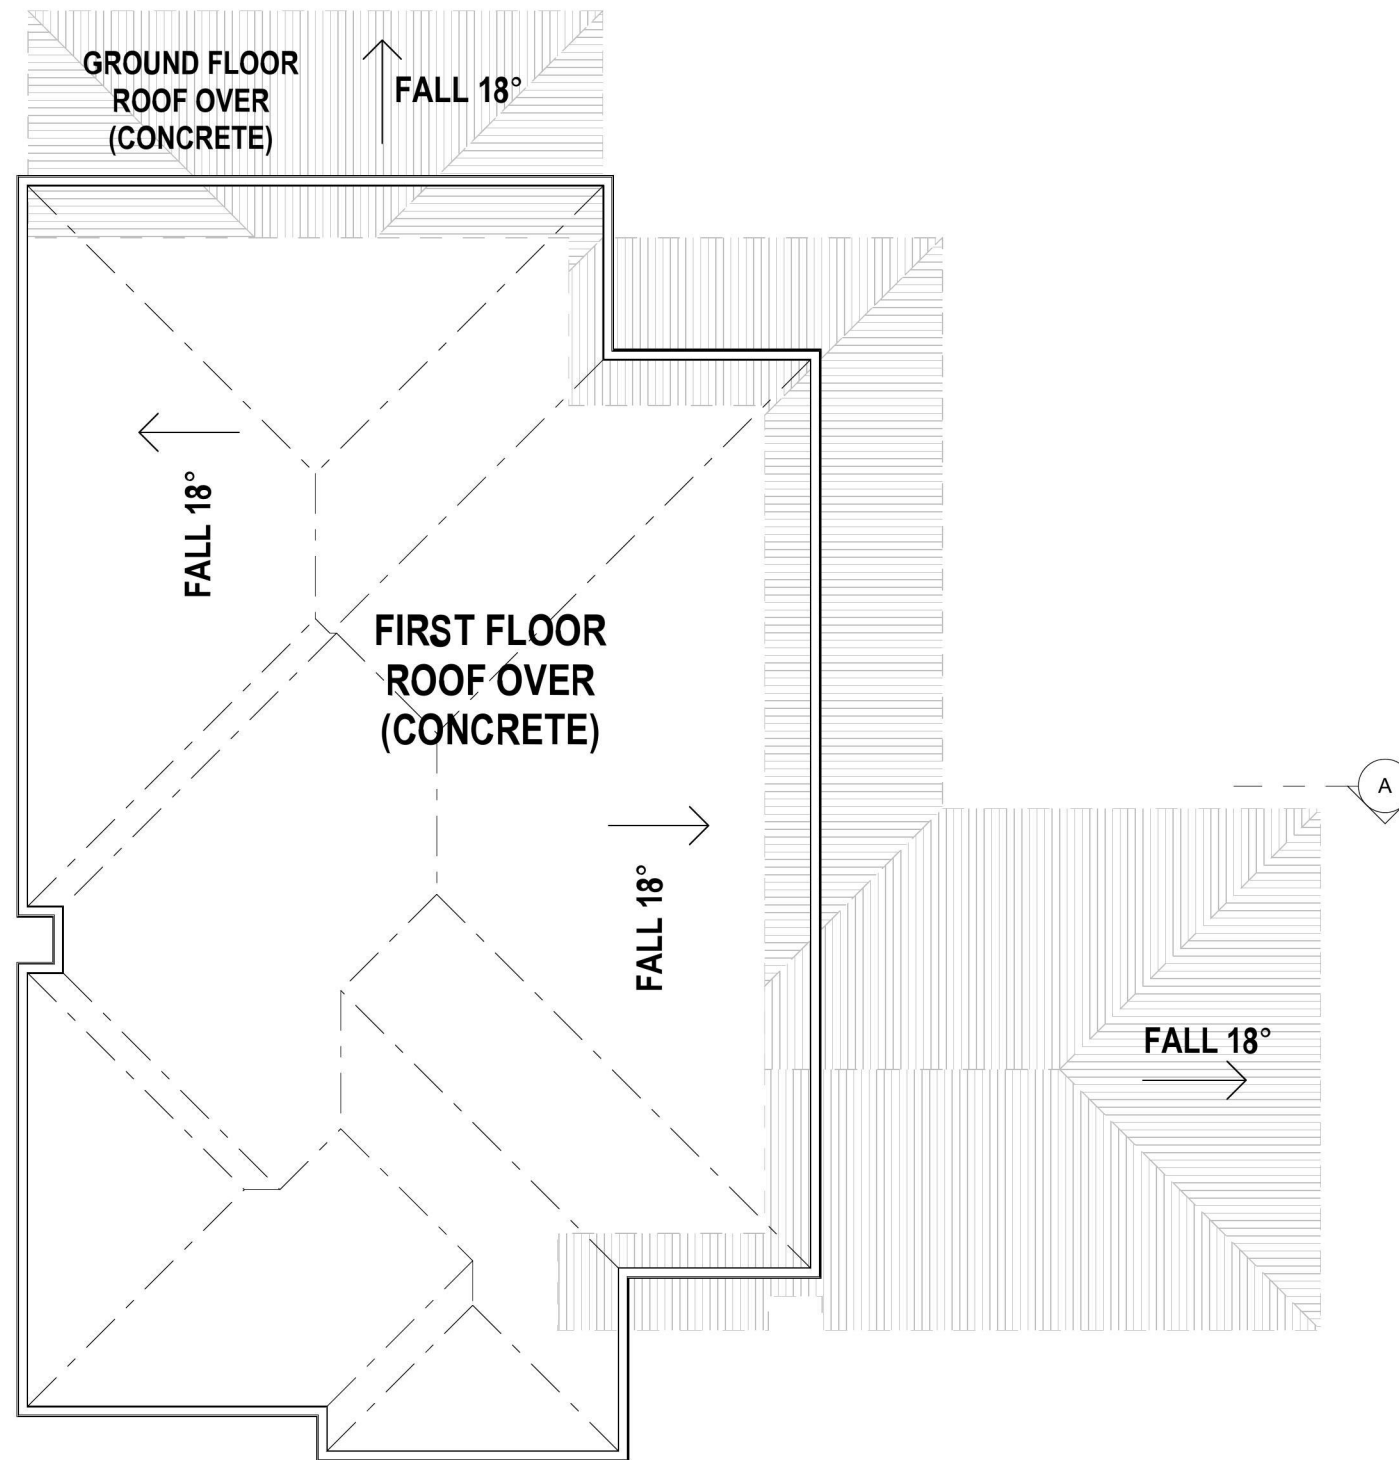 GROUND FLOOR
ROOF OVER
(CONCRETE)
FALL 18°
FALL 18°
FIRST FLOOR
ROOF OVER
(CONCRETE)
A
FALL 18°
FALL 18°